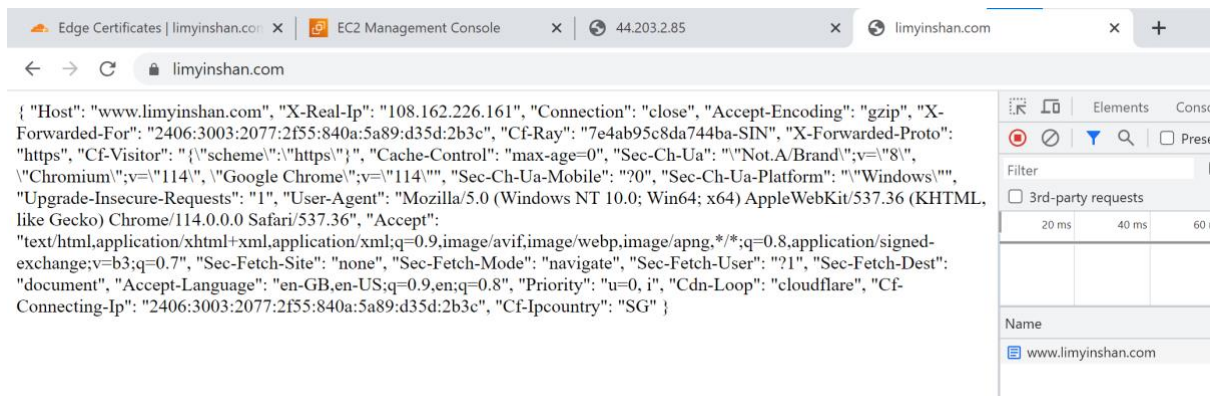 Edge Certificates | limyinshan.con
EC2 Management Console
44.203.2.85
limyinshan.com
limyinshan.com
{ "Host": "www.limyinshan.com", "X-Real-Ip": "108.162.226.161", "Connection": "close", "Accept-Encoding": "gzip", "X-
Forwarded-For": "2406:3003:2077:2f55:840a:5a89:d35d:2b3c", "Cf-Ray": "7e4ab95c8da744ba-SIN", "X-Forwarded-Proto":
"https", "Cf-Visitor": "{\"scheme\":\"https\"}", "Cache-Control": "max-age=0", "Sec-Ch-Ua": "\"Not.A/Brand\";v=\"8\",
\"Chromium\";v=\"114\", \"Google Chrome\";v=\"114\"", "Sec-Ch-Ua-Mobile": "?0", "Sec-Ch-Ua-Platform": "\"Windows\"",
"Upgrade-Insecure-Requests": "1", "User-Agent": "Mozilla/5.0 (Windows NT 10.0; Win64; x64) AppleWebKit/537.36 (KHTML,
like Gecko) Chrome/114.0.0.0 Safari/537.36", "Accept":
"text/html,application/xhtml+xml,application/xml;q=0.9,image/avif,image/webp,image/apng,*/*;q=0.8,application/signed-
exchange;v=b3;q=0.7", "Sec-Fetch-Site": "none", "Sec-Fetch-Mode": "navigate", "Sec-Fetch-User": "?1", "Sec-Fetch-Dest":
"document", "Accept-Language": "en-GB,en-US;q=0.9,en;q=0.8", "Priority": "u=0, i", "Cdn-Loop": "cloudflare", "Cf-
Connecting-Ip": "2406:3003:2077:2f55:840a:5a89:d35d:2b3c", "Cf-Ipcountry": "SG" }
Elements Conso
Prese
Filter
3rd-party requests
20 ms 40 ms 60
Name
www.limyinshan.com